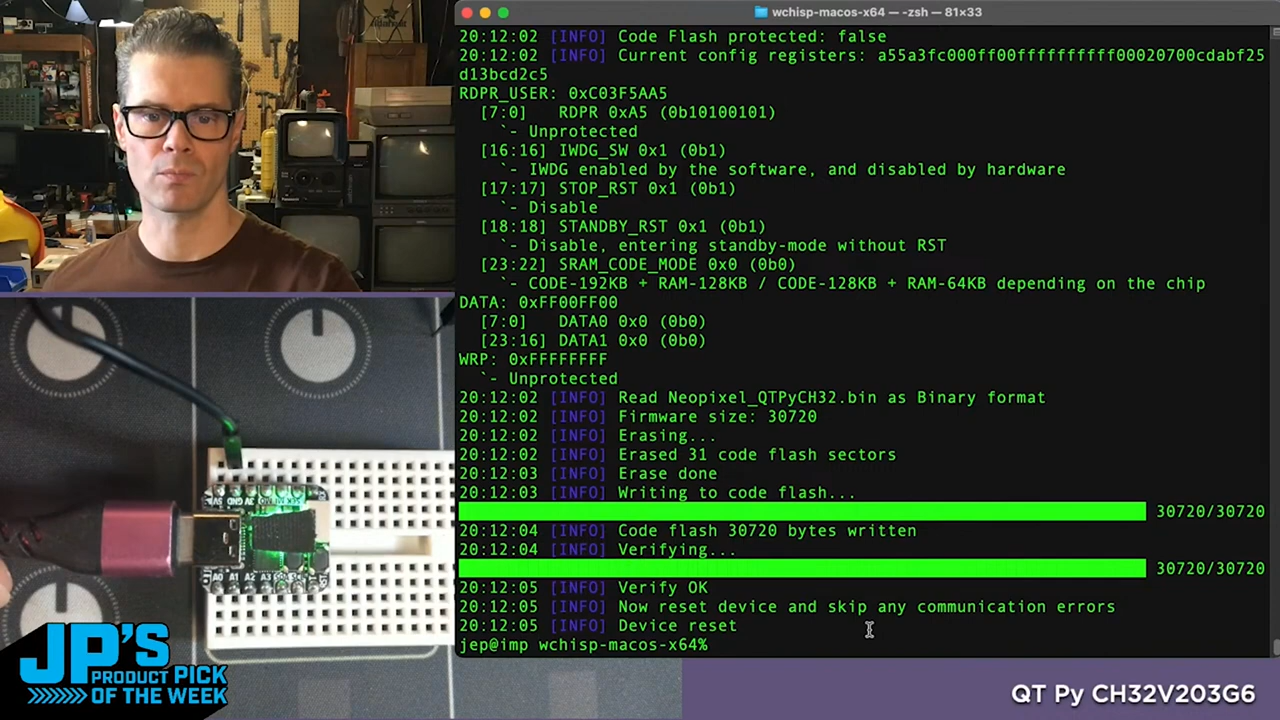 wchisp-macos-x64 — -zsh — 81×33
20:12:02 [INFO] Code Flash protected: false
20:12:02 [INFO] Current config registers: a55a3fc000ff00ffffffffff00020700cdabf25
d13bcd2c5
RDPR_USER: 0xC03F5AA5
[7:0] RDPR 0xA5 (0b10100101)
`- Unprotected
[16:16] IWDG_SW 0x1 (0b1)
`- IWDG enabled by the software, and disabled by hardware
[17:17] STOP_RST 0x1 (0b1)
`- Disable
[18:18] STANDBY_RST 0x1 (0b1)
`- Disable, entering standby-mode without RST
[23:22] SRAM_CODE_MODE 0x0 (0b0)
`- CODE-192KB + RAM-128KB / CODE-128KB + RAM-64KB depending on the chip
DATA: 0xFF00FF00
[7:0] DATA0 0x0 (0b0)
[23:16] DATA1 0x0 (0b0)
WRP: 0xFFFFFFFF
`- Unprotected
20:12:02 [INFO] Read Neopixel_QTPyCH32.bin as Binary format
20:12:02 [INFO] Firmware size: 30720
20:12:02 [INFO] Erasing...
20:12:02 [INFO] Erased 31 code flash sectors
20:12:03 [INFO] Erase done
20:12:03 [INFO] Writing to code flash...
30720/30720
20:12:04 [INFO] Code flash 30720 bytes written
20:12:04 [INFO] Verifying...
30720/30720
20:12:05 [INFO] Verify OK
20:12:05 [INFO] Now reset device and skip any communication errors
20:12:05 [INFO] Device reset
jep@imp wchisp-macos-x64%
5V GND 3V
A0 A1 A2 A3
JP'S
PRODUCT PICK
OF THE WEEK
QT Py CH32V203G6